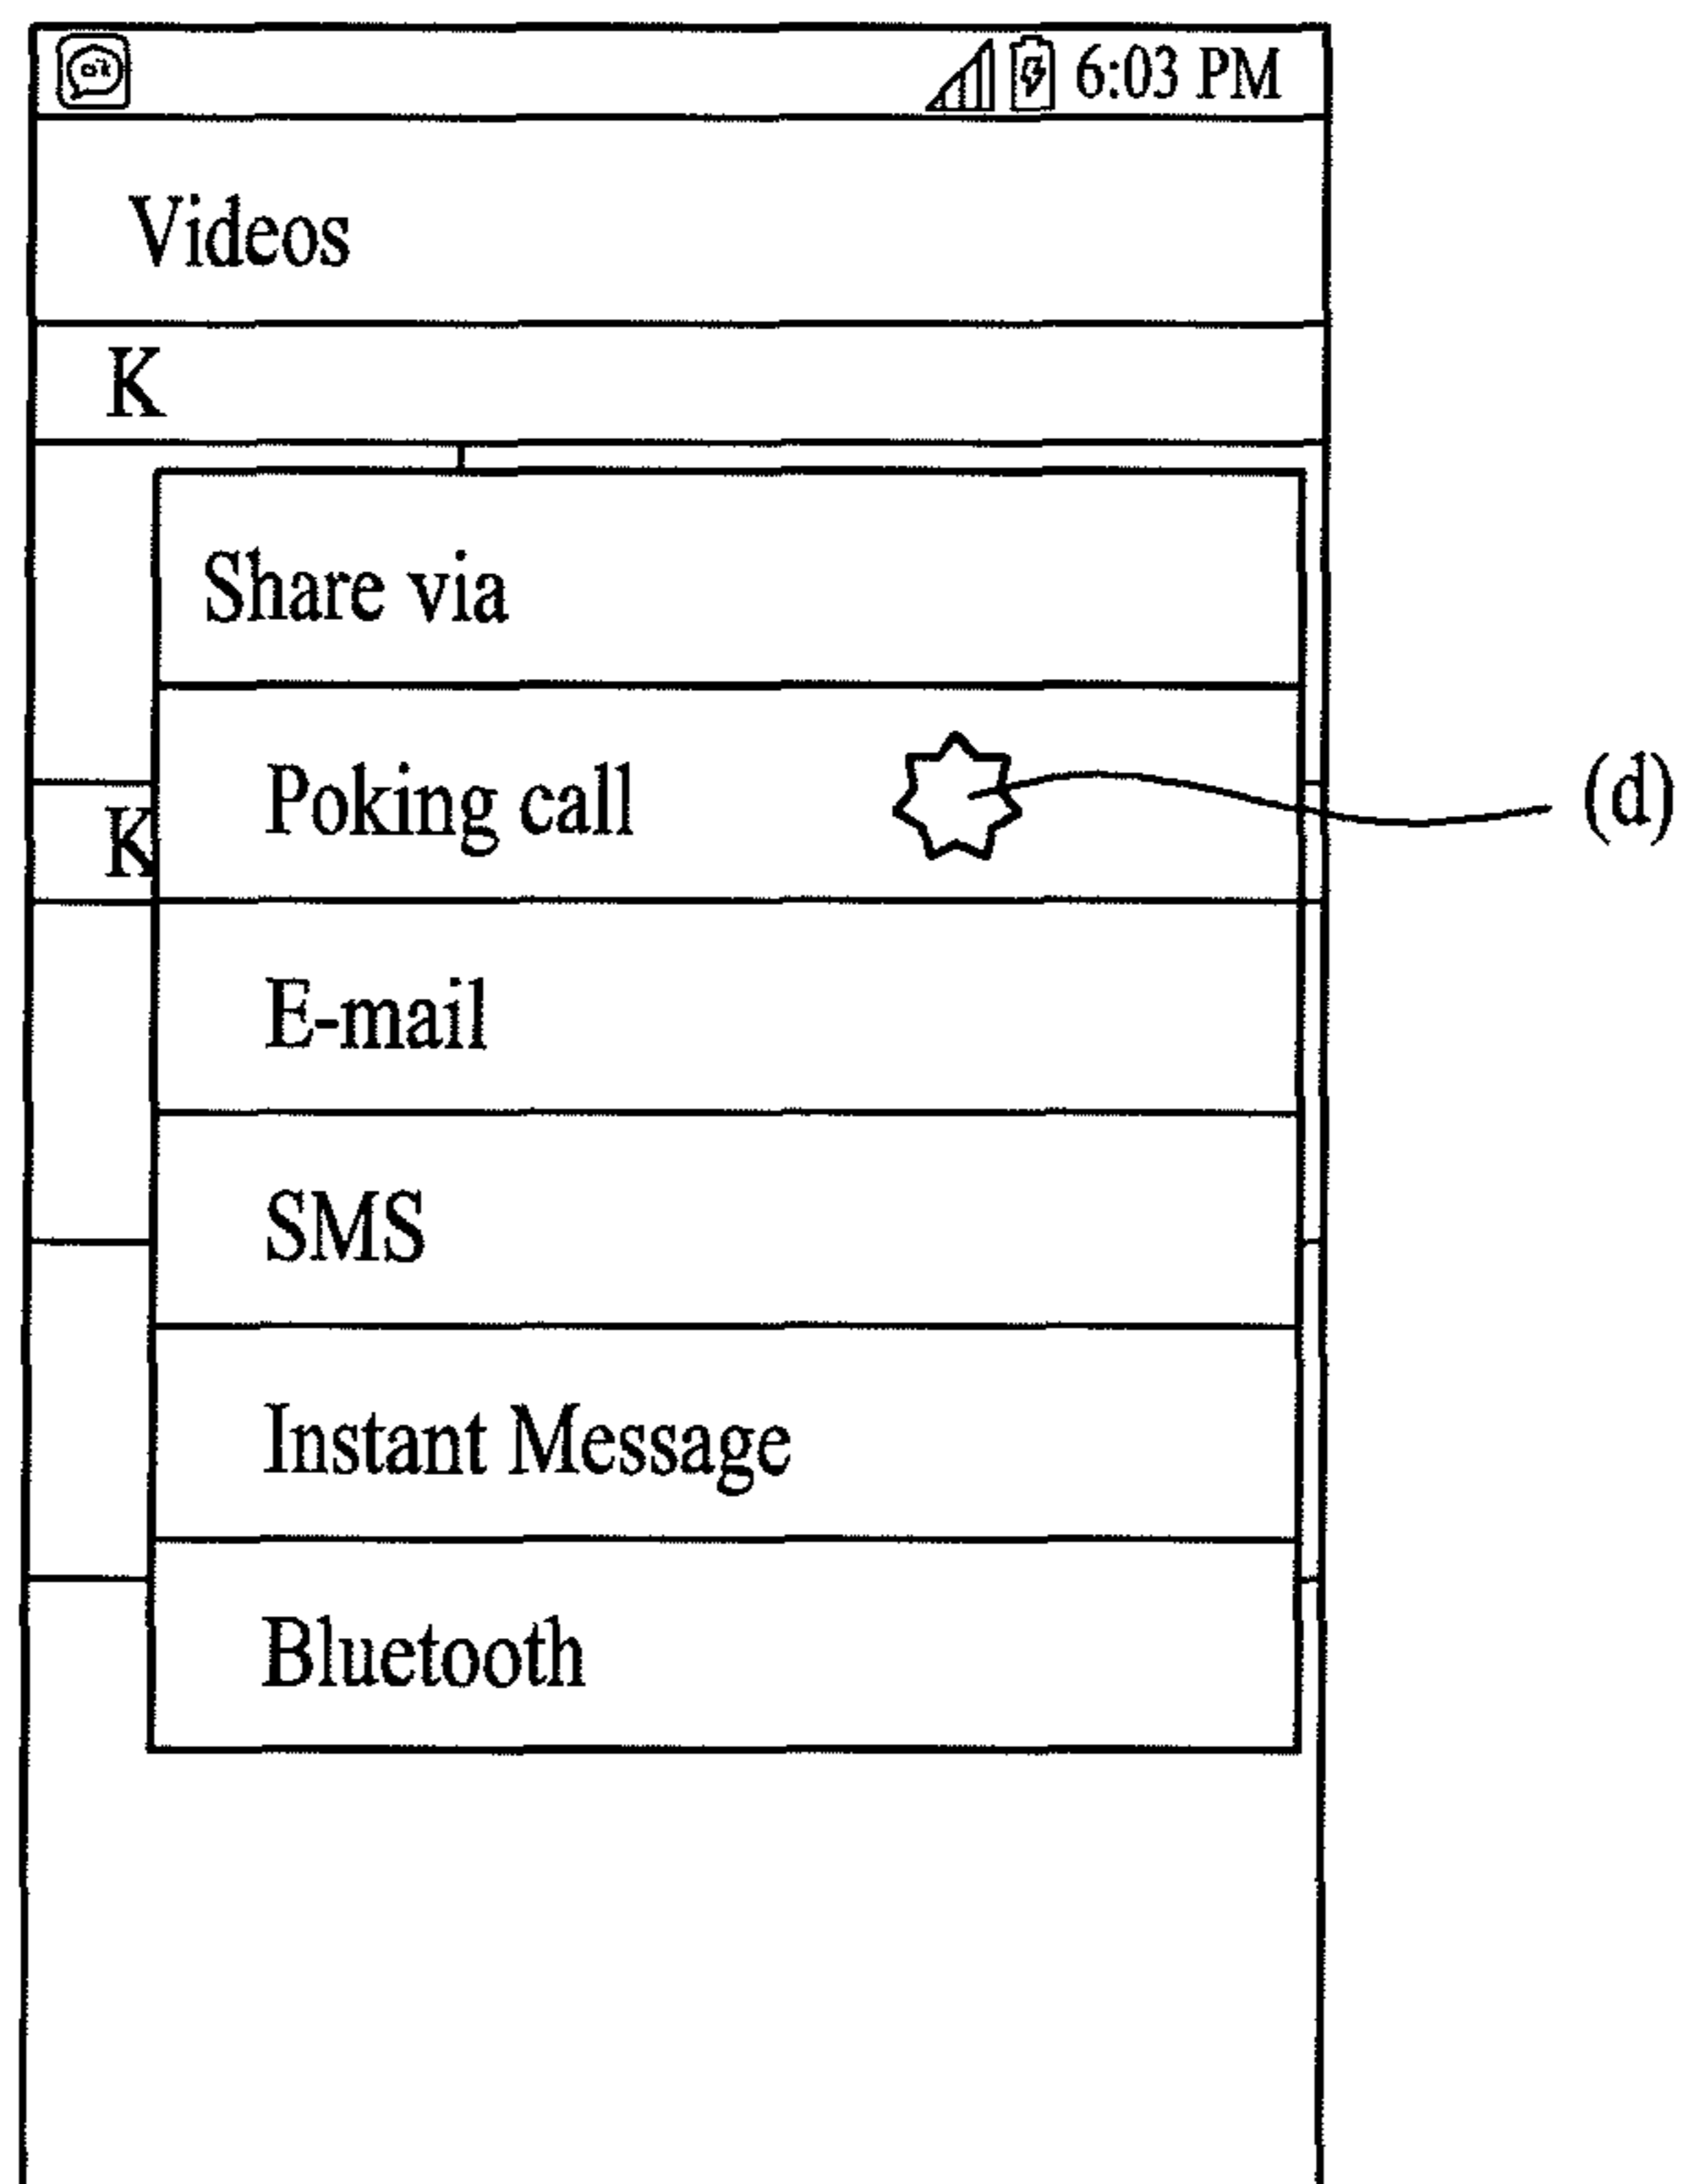 6:03 PM
Videos
K
Share via
Poking call
(d)
K
E-mail
SMS
Instant Message
Bluetooth